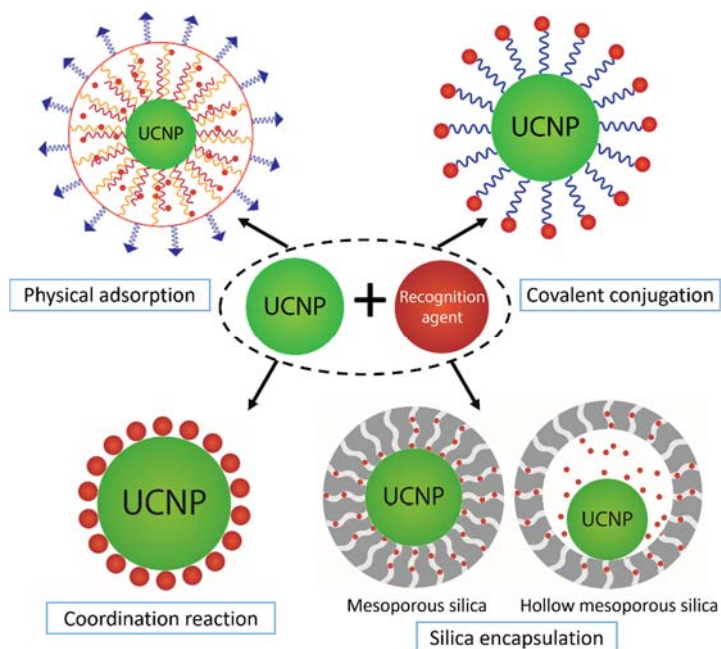 UCNP
UCNP
Physical adsorption
UCNP
Recognition
agent
Covalent conjugation
UCNP
UCNP
UCNP
Mesoporous silica
Hollow mesoporous silica
Coordination reaction
Silica encapsulation